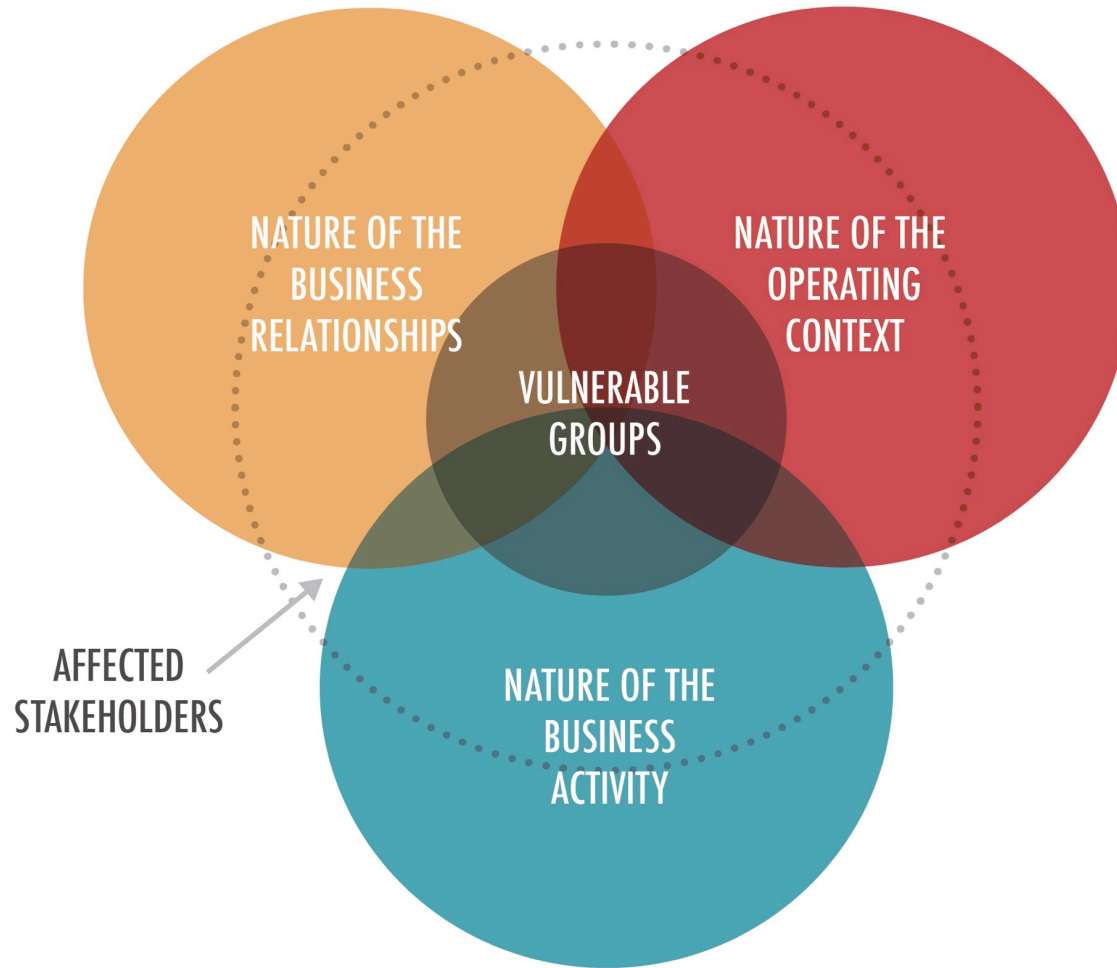 NATURE OF THE
BUSINESS
RELATIONSHIPS
NATURE OF THE
OPERATING
CONTEXT
VULNERABLE
GROUPS
AFFECTED
STAKEHOLDERS
NATURE OF THE
BUSINESS
ACTIVITY